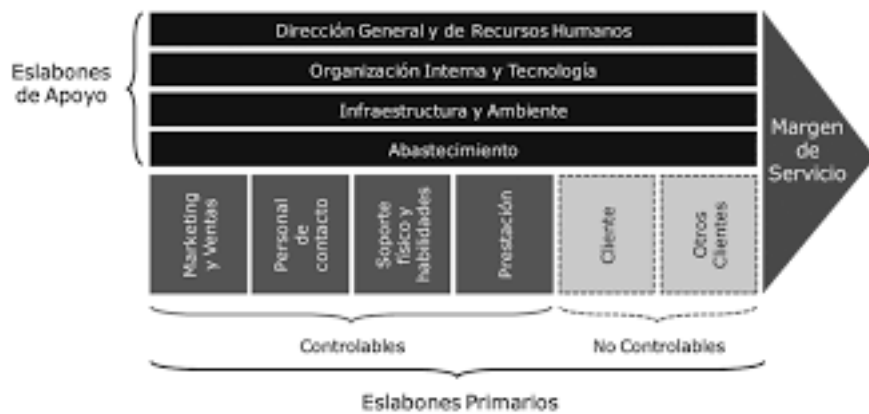 Dirección General y de Recursos Humanos
Eslabones
de Apoyo
Organización Interna y Tecnología
Infraestructura y Ambiente
Abastecimiento
Margen
de
Servicio
Marketing
y Ventas
Personal
de
contacto
Soporte
físico y
habilidades
Prestación
Cliente
Otros
Clientes
Controlables
No Controlables
Eslabones Primarios